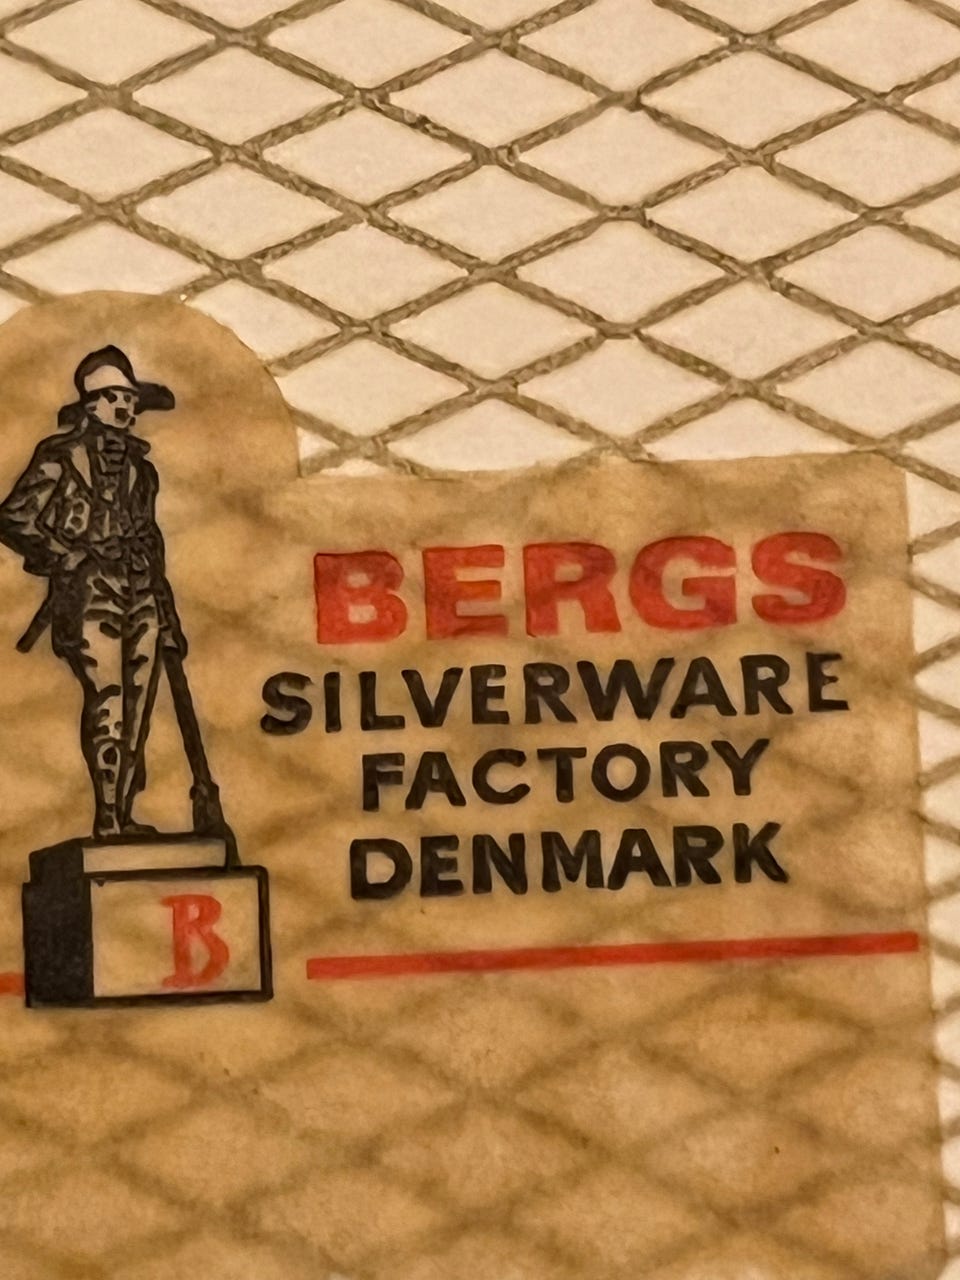 BERGS
SILVERWARE
FACTORY
DENMARK
B